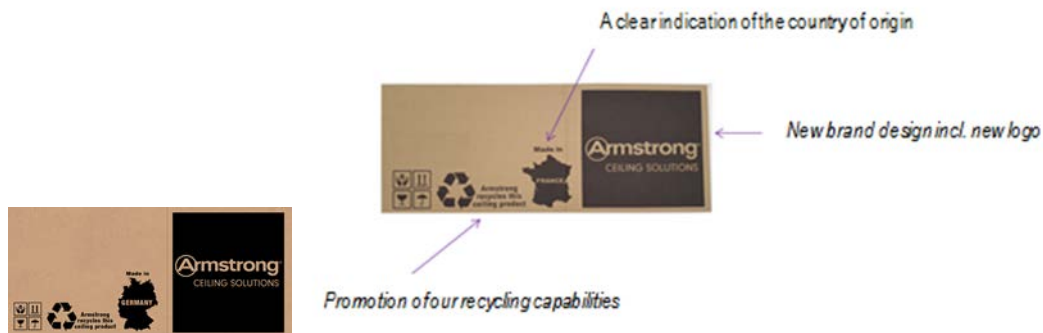 A clear indication of the country of origin
New brand design incl. new logo
Made in
FRANCE
Armstrong
CEILING SOLUTIONS
Armstrong
recycles this
ceiling product
Made in
GERMANY
Armstrong
CEILING SOLUTIONS
Armstrong
recycles this
ceiling product
Promotion of our recycling capabilities